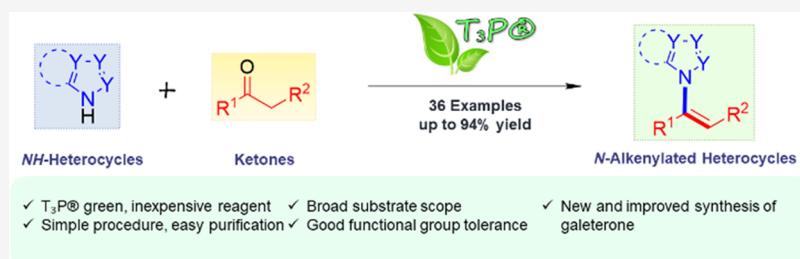 T₃P®
Y-Y
Y
N
H
+
O
R¹
R²
36 Examples
up to 94% yield
Y-Y
Y
N
R¹
R²
NH-Heterocycles
Ketones
N-Alkenylated Heterocycles
✓ T₃P® green, inexpensive reagent ✓ Broad substrate scope ✓ New and improved synthesis of
✓ Simple procedure, easy purification ✓ Good functional group tolerance galeterone